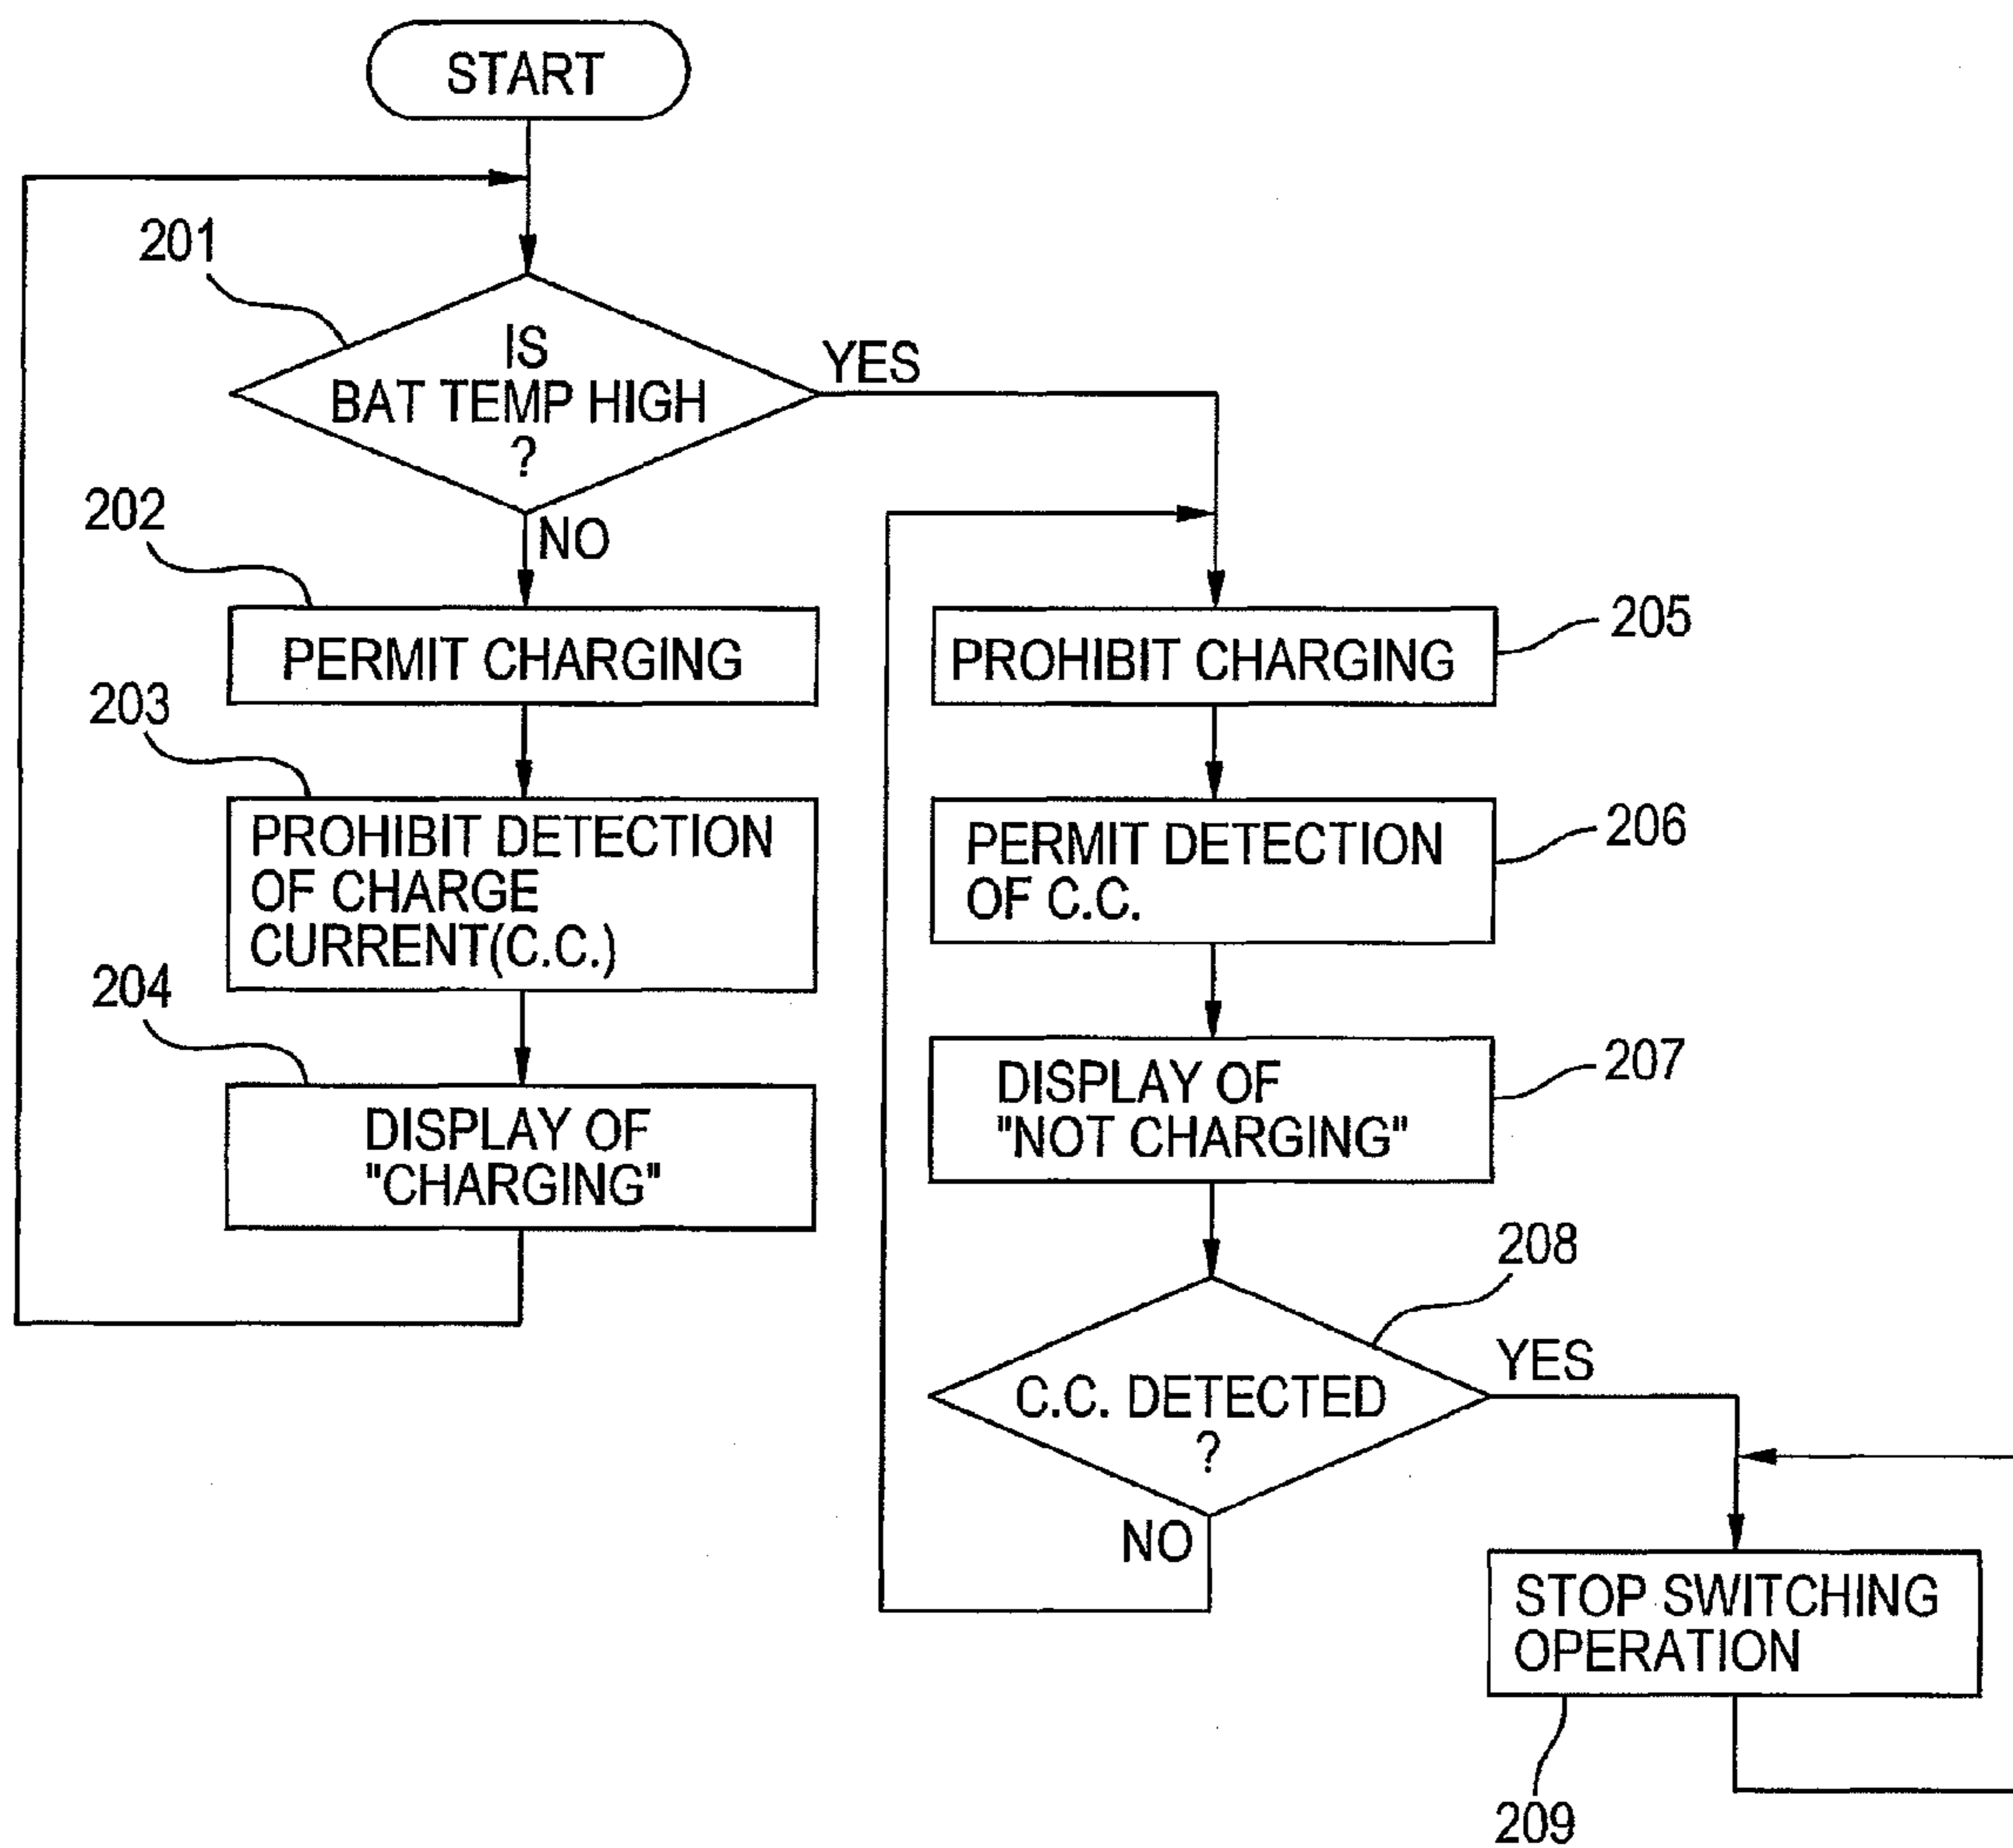 START
201
IS
BAT TEMP HIGH
?
YES
NO
202
PERMIT CHARGING
203
PROHIBIT DETECTION
OF CHARGE
CURRENT(C.C.)
204
DISPLAY OF
"CHARGING"
205
PROHIBIT CHARGING
206
PERMIT DETECTION
OF C.C.
207
DISPLAY OF
"NOT CHARGING"
208
C.C. DETECTED
?
YES
NO
STOP SWITCHING
OPERATION
209